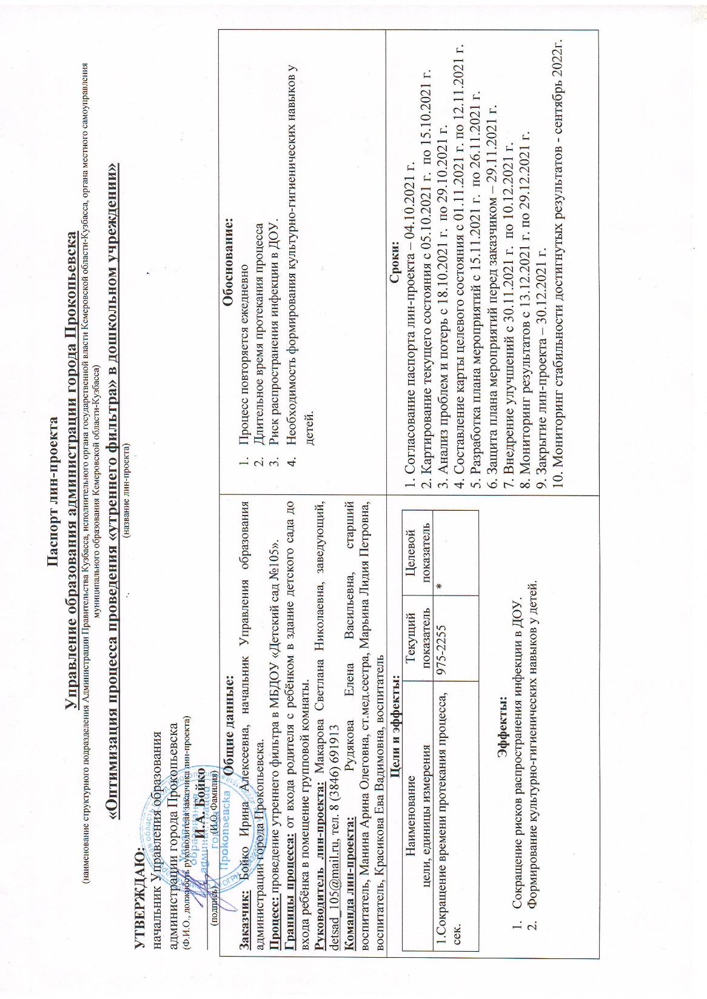 Паспорт лин-проекта
Управление образования администрации города Прокопьевска
(наименование структурного подразделения Администрации Правительства Кузбасса, исполнительного органа государственной власти Кемеровской области-Кузбасса, органа местного самоуправления
муниципального образования Кемеровской области-Кузбасса)
«Оптимизация процесса проведения «утреннего фильтра» в дошкольном учреждении»
(название лин-проекта)
УТВЕРЖДАЮ:
начальник Управления образования
администрации города Прокопьевска
(Ф.И.О., должность руководителя заказчика лин-проекта)
И.А. Бойко
(подпись) (И.О. Фамилия)
Общие данные:
Заказчик: Бойко Ирина Алексеевна, начальник Управления образования
администрации города Прокопьевска.
Процесс: проведение утреннего фильтра в МБДОУ «Детский сад №105».
Границы процесса: от входа родителя с ребёнком в здание детского сада до
входа ребёнка в помещение групповой комнаты.
Руководитель лин-проекта: Макарова Светлана Николаевна, заведующий,
detsad_105@mail.ru, тел. 8 (3846) 691913
Команда лин-проекта: Рудякова Елена Васильевна, старший
воспитатель, Манина Арина Олеговна, ст.мед.сестра, Марьина Лидия Петровна,
воспитатель, Красикова Ева Вадимовна, воспитатель
Обоснование:
1. Процесс повторяется ежедневно
2. Длительное время протекания процесса
3. Риск распространения инфекции в ДОУ.
4. Необходимость формирования культурно-гигиенических навыков у
детей.
Цели и эффекты:
Наименование
цели, единицы измерения
Текущий
показатель
Целевой
показатель
1.Сокращение времени протекания процесса,
сек.
975-2255
*
Эффекты:
1. Сокращение рисков распространения инфекции в ДОУ.
2. Формирование культурно-гигиенических навыков у детей.
Сроки:
1. Согласование паспорта лин-проекта – 04.10.2021 г.
2. Картирование текущего состояния с 05.10.2021 г. по 15.10.2021 г.
3. Анализ проблем и потерь с 18.10.2021 г. по 29.10.2021 г.
4. Составление карты целевого состояния с 01.11.2021 г. по 12.11.2021 г.
5. Разработка плана мероприятий с 15.11.2021 г. по 26.11.2021 г.
6. Защита плана мероприятий перед заказчиком – 29.11.2021 г.
7. Внедрение улучшений с 30.11.2021 г. по 10.12.2021 г.
8. Мониторинг результатов с 13.12.2021 г. по 29.12.2021 г.
9. Закрытие лин-проекта – 30.12.2021 г.
10. Мониторинг стабильности достигнутых результатов - сентябрь 2022г.
Управление
образования
администрации
города
Прокопьевска